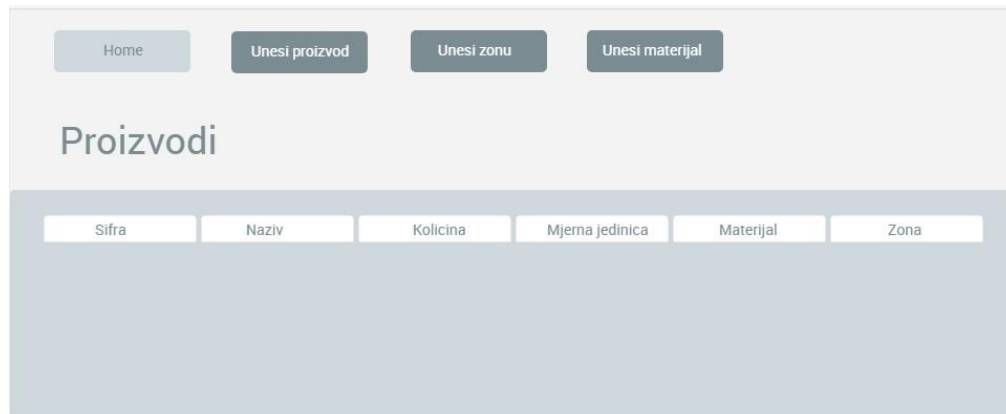 Home Unesi proizvod Unesi zonu Unesi materijal
Proizvodi
Sifra Naziv Kolicina Mjerna jedinica Materijal Zona